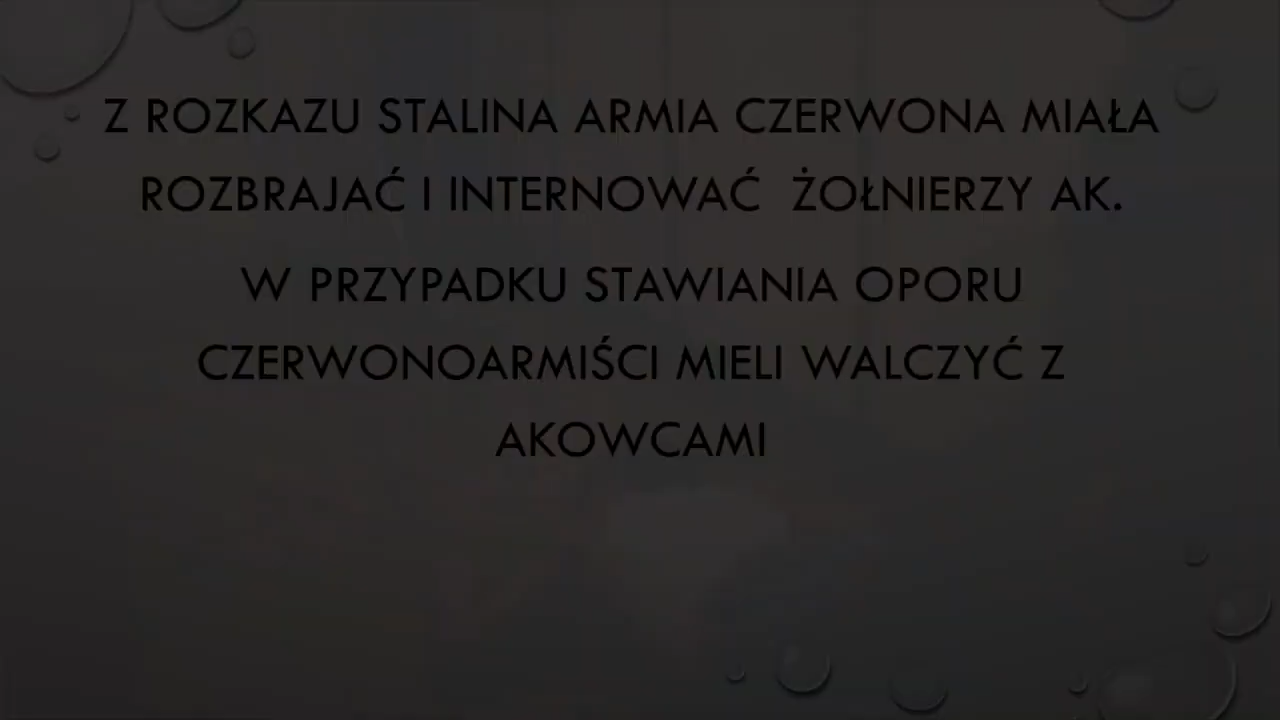 Z ROZKAZU STALINA ARMIA CZERWONA MIAŁA
ROZBRAJAĆ I INTERNOWAĆ ŻOŁNIERZY AK.
W PRZYPADKU STAWIANIA OPORU
CZERWONOARMIŚCI MIELI WALCZYĆ Z
AKOWCAMI